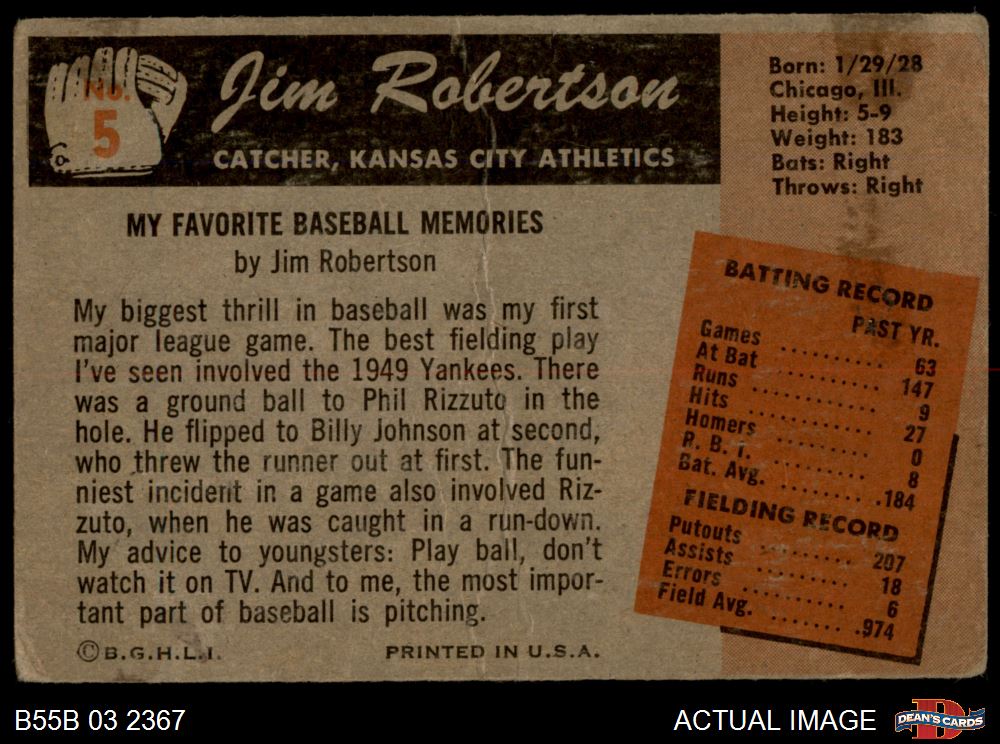 No.
5
Jim Robertson
CATCHER, KANSAS CITY ATHLETICS
Born: 1/29/28
Chicago, Ill.
Height: 5-9
Weight: 183
Bats: Right
Throws: Right
MY FAVORITE BASEBALL MEMORIES
by Jim Robertson
My biggest thrill in baseball was my first
major league game. The best fielding play
I've seen involved the 1949 Yankees. There
was a ground ball to Phil Rizzuto in the
hole. He flipped to Billy Johnson at second,
who threw the runner out at first. The fun-
niest incident in a game also involved Riz-
zuto, when he was caught in a run-down.
My advice to youngsters: Play ball, don't
watch it on TV. And to me, the most impor-
tant part of baseball is pitching.
©B.G.H.L.I. PRINTED IN U.S.A.
BATTING RECORD
PAST YR.
Games .......... 63
At Bat .......... 147
Runs ............ 9
Hits ............ 27
Homers .......... 0
R. B. I. ........ 8
Bat. Avg. ....... .184
FIELDING RECORD
Putouts ......... 207
Assists ......... 18
Errors .......... 6
Field Avg. ...... .974
B55B 03 2367
ACTUAL IMAGE
D
DEAN'S CARDS